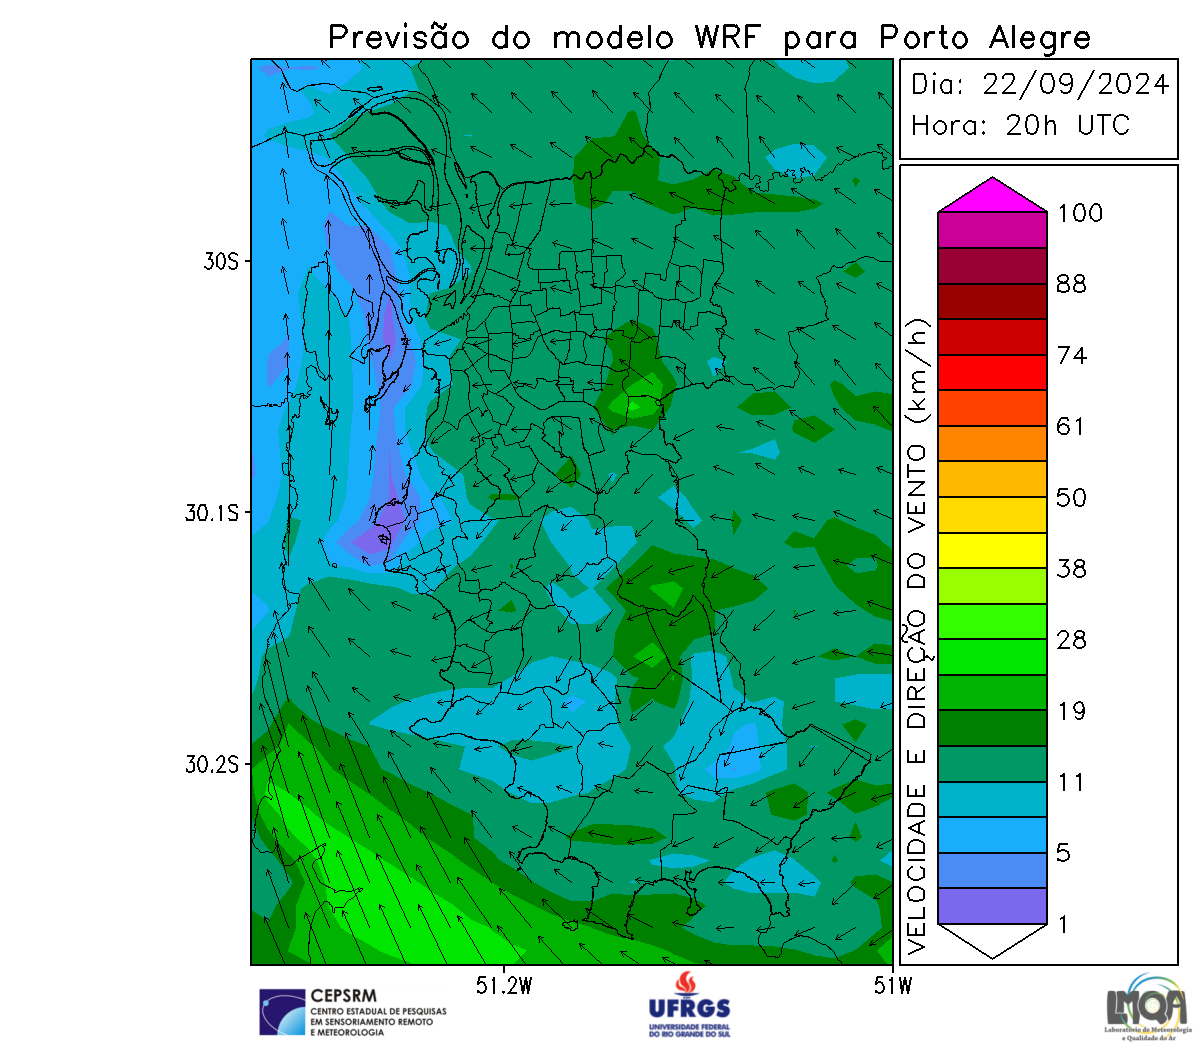 Previsão do modelo WRF para Porto Alegre
Dia: 22/09/2024
Hora: 20h UTC
30S
30.1S
30.2S
51.2W
51W
VELOCIDADE E DIREÇÃO DO VENTO (km/h)
100
88
74
61
50
38
28
19
11
5
1
CEPSRM
CENTRO ESTADUAL DE PESQUISAS
EM SENSORIAMENTO REMOTO
E METEOROLOGIA
UFRGS
UNIVERSIDADE FEDERAL
DO RIO GRANDE DO SUL
LMQA
Laboratório de Meteorologia
e Qualidade do Ar